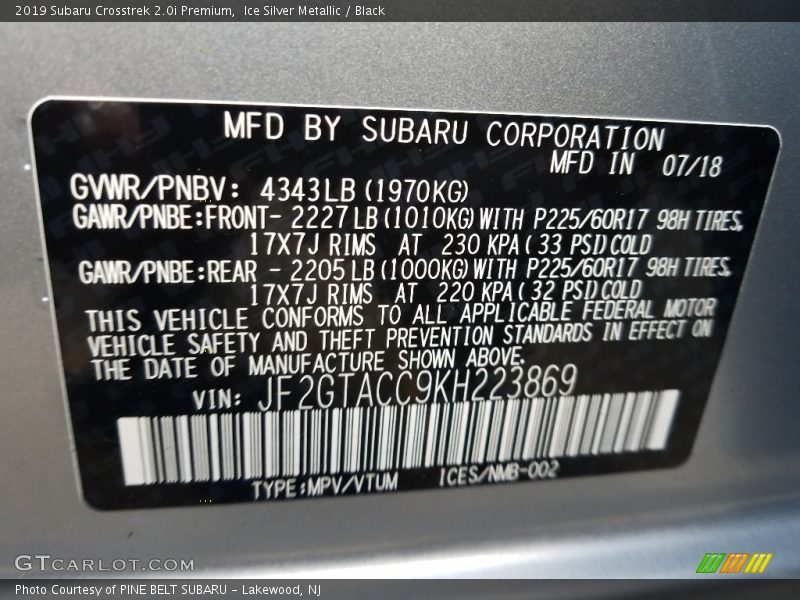 2019 Subaru Crosstrek 2.0i Premium,  Ice Silver Metallic / Black
MFD BY SUBARU CORPORATION
MFD IN 07/18
GVWR/PNBV: 4343LB (1970KG)
GAWR/PNBE:FRONT- 2227LB (1010KG) WITH P225/60R17 98H TIRES,
17X7J RIMS AT 230 KPA ( 33 PSI) COLD
GAWR/PNBE:REAR - 2205LB (1000KG) WITH P225/60R17 98H TIRES,
17X7J RIMS AT 220 KPA ( 32 PSI) COLD
THIS VEHICLE CONFORMS TO ALL APPLICABLE FEDERAL MOTOR
VEHICLE SAFETY AND THEFT PREVENTION STANDARDS IN EFFECT ON
THE DATE OF MANUFACTURE SHOWN ABOVE.
VIN: JF2GTACC9KH223869
TYPE:MPV/VTUM ICES/NMB-002
GTCARLOT.COM
Photo Courtesy of PINE BELT SUBARU - Lakewood, NJ